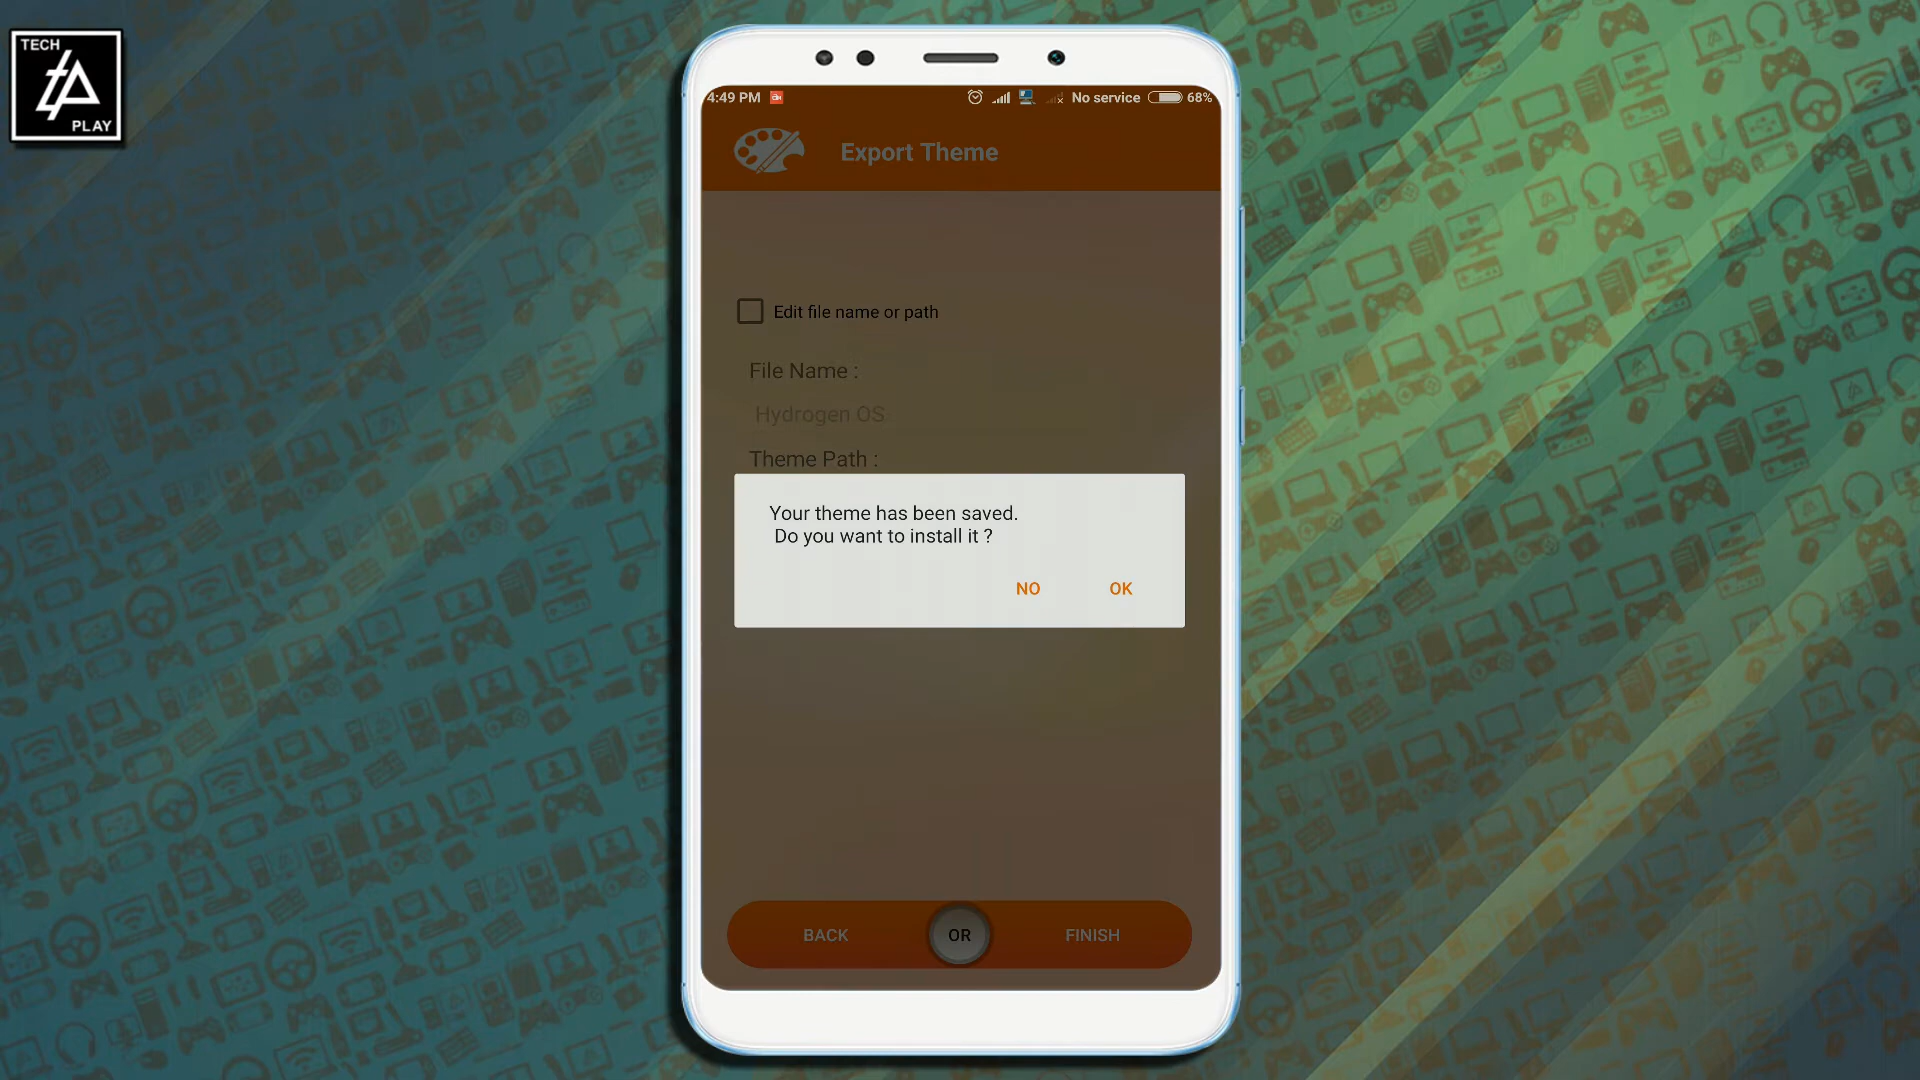 TECH
PLAY
4:49 PM
No service 68%
Export Theme
Edit file name or path
File Name :
Hydrogen OS
Theme Path :
Your theme has been saved.
Do you want to install it ?
NO OK
BACK OR FINISH